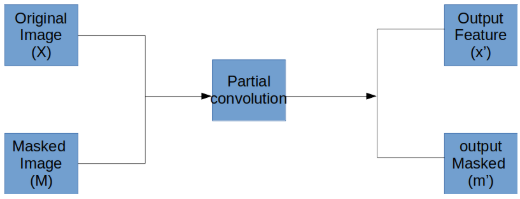 Original
Image
(X)
Masked
Image
(M)
Partial
convolution
Output
Feature
(x’)
output
Masked
(m’)